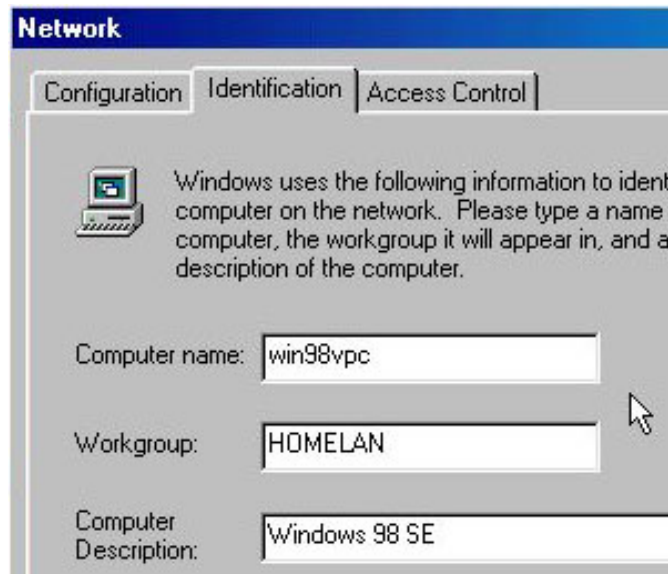 Network
Configuration Identification Access Control
Windows uses the following information to ident
computer on the network. Please type a name
computer, the workgroup it will appear in, and a
description of the computer.
Computer name: win98vpc
Workgroup: HOMELAN
Computer
Description: Windows 98 SE